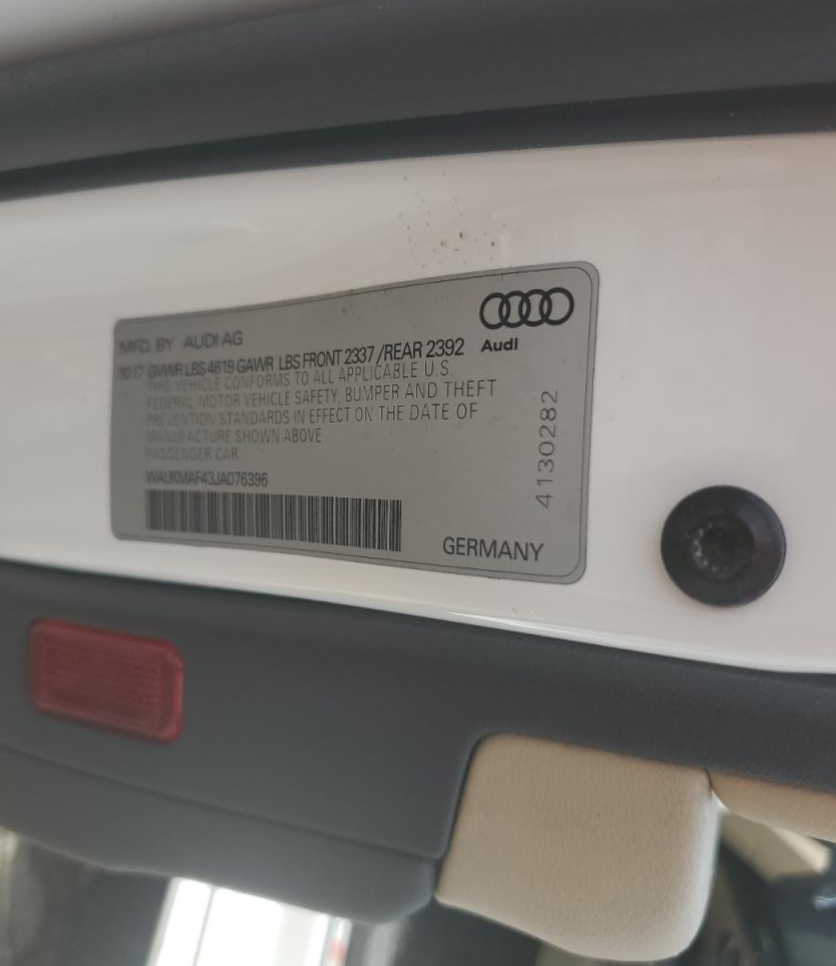 MFD. BY AUDI AG
10 17 GVWR LBS 4619 GAWR LBS FRONT 2337 /REAR 2392
Audi
THIS VEHICLE CONFORMS TO ALL APPLICABLE U.S.
FEDERAL MOTOR VEHICLE SAFETY, BUMPER AND THEFT
PREVENTION STANDARDS IN EFFECT ON THE DATE OF
MANUFACTURE SHOWN ABOVE
PASSENGER CAR
WAUKMAF43JA076396
4130282
GERMANY